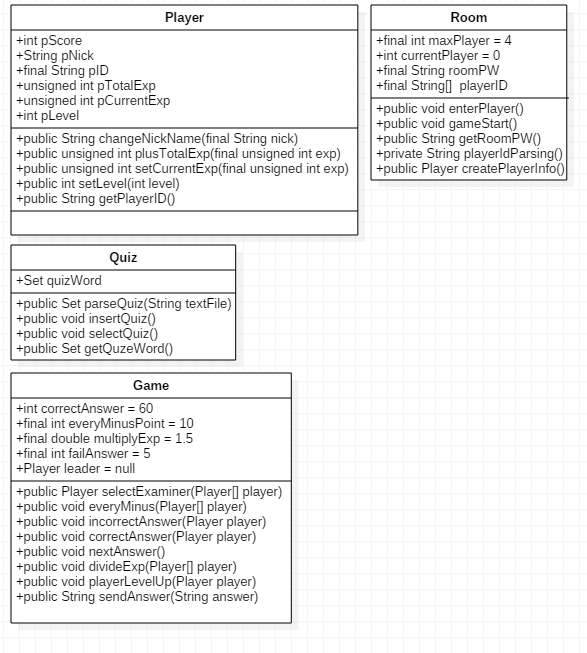 Player
+int pScore
+String pNick
+final String pID
+unsigned int pTotalExp
+unsigned int pCurrentExp
+int pLevel
+public String changeNickName(final String nick)
+public unsigned int plusTotalExp(final unsigned int exp)
+public unsigned int setCurrentExp(final unsigned int exp)
+public int setLevel(int level)
+public String getPlayerID()
Room
+final int maxPlayer = 4
+int currentPlayer = 0
+final String roomPW
+final String[]  playerID
+public void enterPlayer()
+public void gameStart()
+public String getRoomPW()
+private String playerIdParsing()
+public Player createPlayerInfo()
Quiz
+Set quizWord
+public Set parseQuiz(String textFile)
+public void insertQuiz()
+public void selectQuiz()
+public Set getQuzeWord()
Game
+int correctAnswer = 60
+final int everyMinusPoint = 10
+final double multiplyExp = 1.5
+final int failAnswer = 5
+Player leader = null
+public Player selectExaminer(Player[] player)
+public void everyMinus(Player[] player)
+public void incorrectAnswer(Player player)
+public void correctAnswer(Player player)
+public void nextAnswer()
+public void divideExp(Player[] player)
+public void playerLevelUp(Player player)
+public String sendAnswer(String answer)